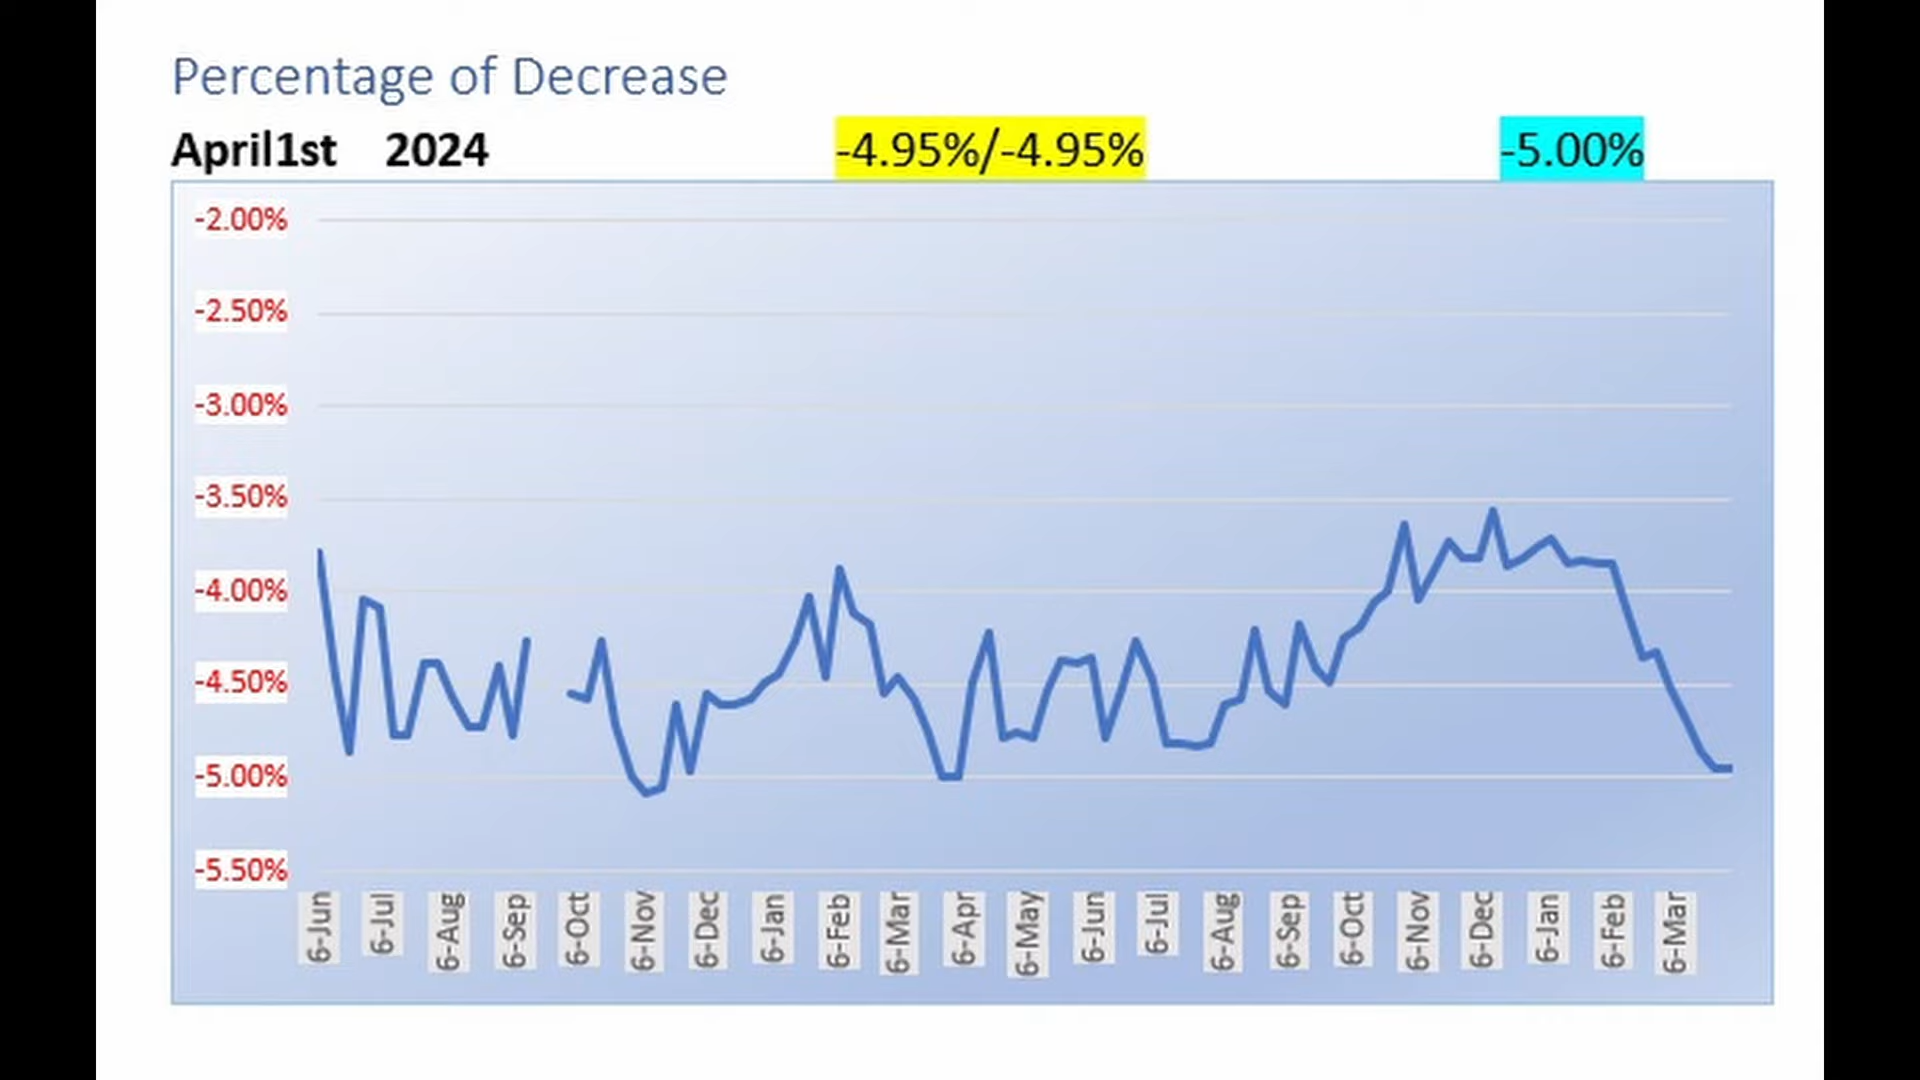 Percentage of Decrease
April1st 2024 -4.95%/-4.95% -5.00%
-2.00%
-2.50%
-3.00%
-3.50%
-4.00%
-4.50%
-5.00%
-5.50%
6-Jun 6-Jul 6-Aug 6-Sep 6-Oct 6-Nov 6-Dec 6-Jan 6-Feb 6-Mar 6-Apr 6-May 6-Jun 6-Jul 6-Aug 6-Sep 6-Oct 6-Nov 6-Dec 6-Jan 6-Feb 6-Mar